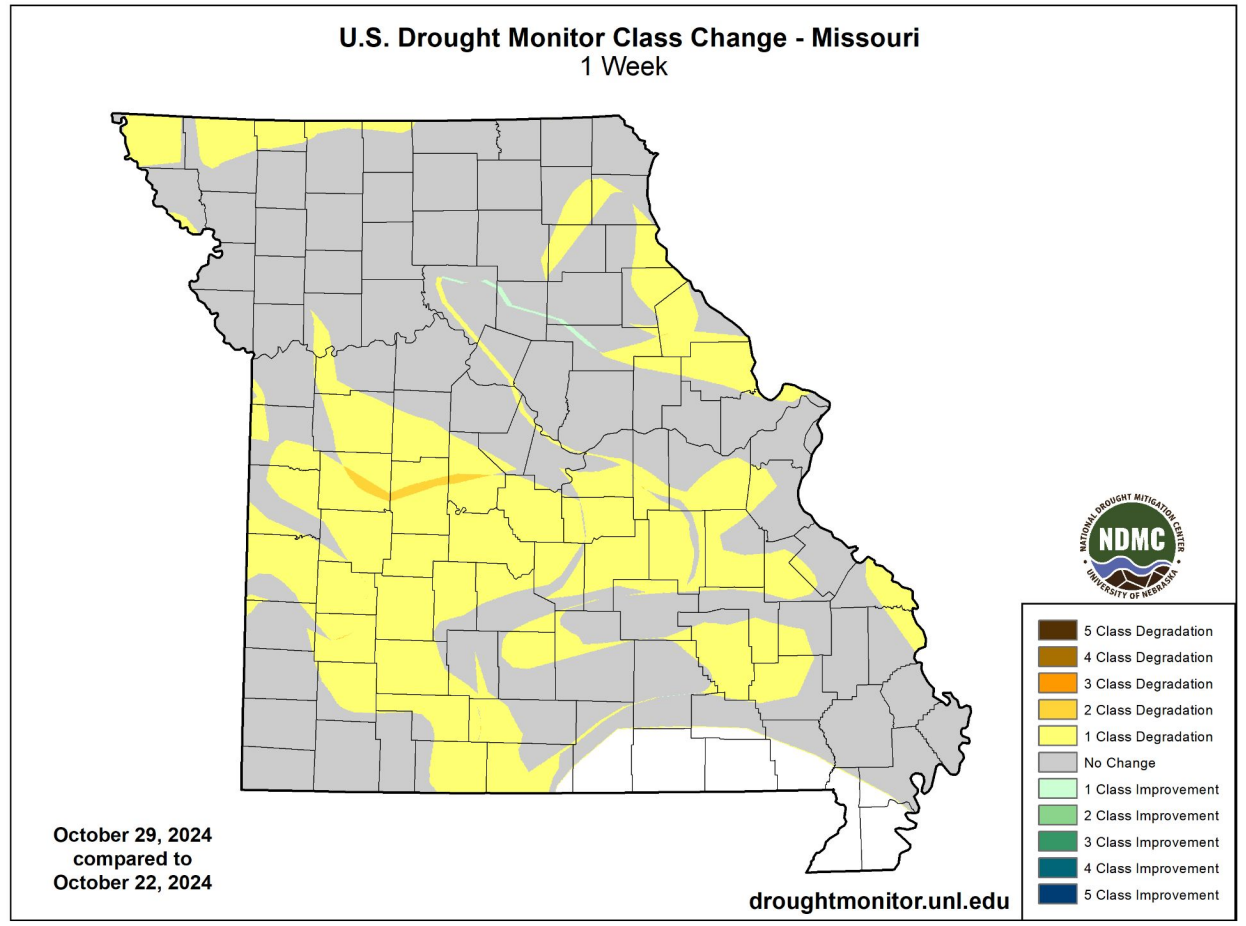 U.S. Drought Monitor Class Change - Missouri
1 Week
NATIONAL DROUGHT MITIGATION CENTER
NDMC
UNIVERSITY OF NEBRASKA
5 Class Degradation
4 Class Degradation
3 Class Degradation
2 Class Degradation
1 Class Degradation
No Change
1 Class Improvement
2 Class Improvement
3 Class Improvement
4 Class Improvement
5 Class Improvement
October 29, 2024
compared to
October 22, 2024
droughtmonitor.unl.edu